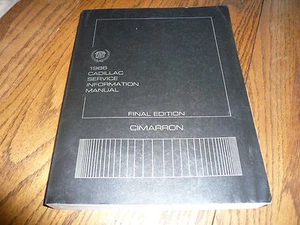 1986
CADILLAC
SERVICE
INFORMATION
MANUAL
FINAL EDITION
CIMARRON